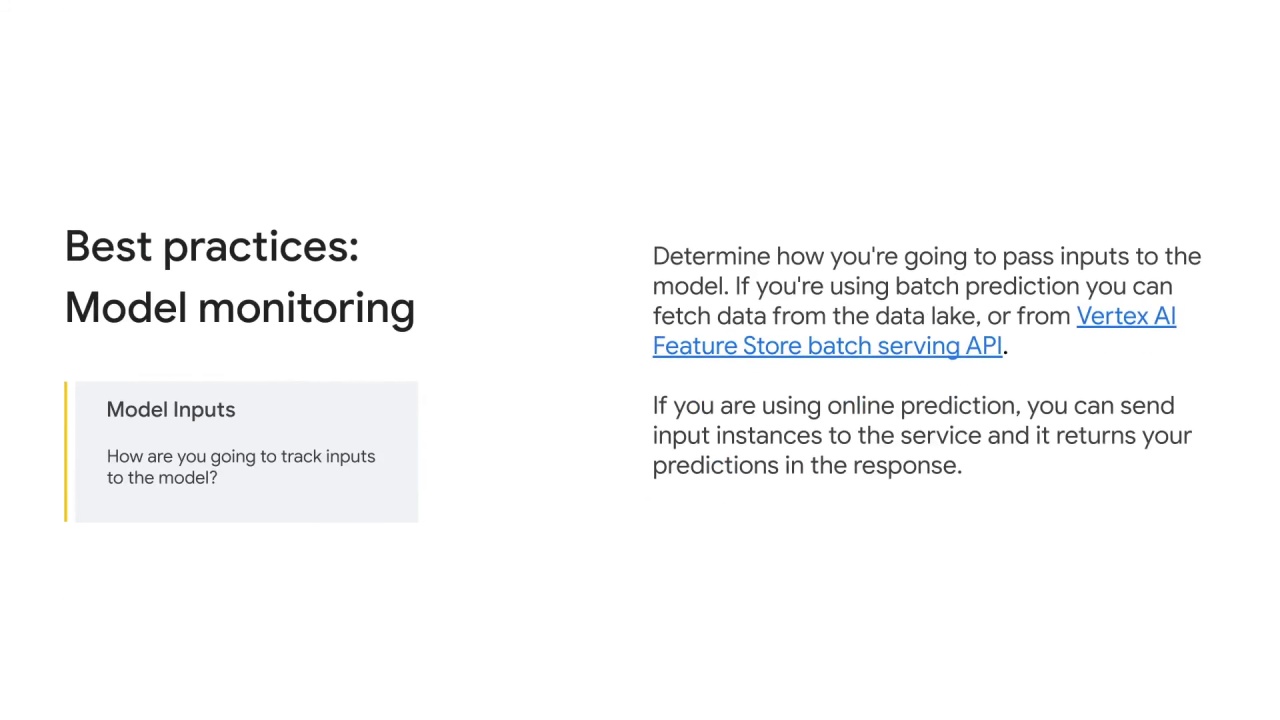 Best practices:
Model monitoring
Model Inputs
How are you going to track inputs
to the model?
Determine how you're going to pass inputs to the
model. If you're using batch prediction you can
fetch data from the data lake, or from Vertex AI
Feature Store batch serving API.
If you are using online prediction, you can send
input instances to the service and it returns your
predictions in the response.